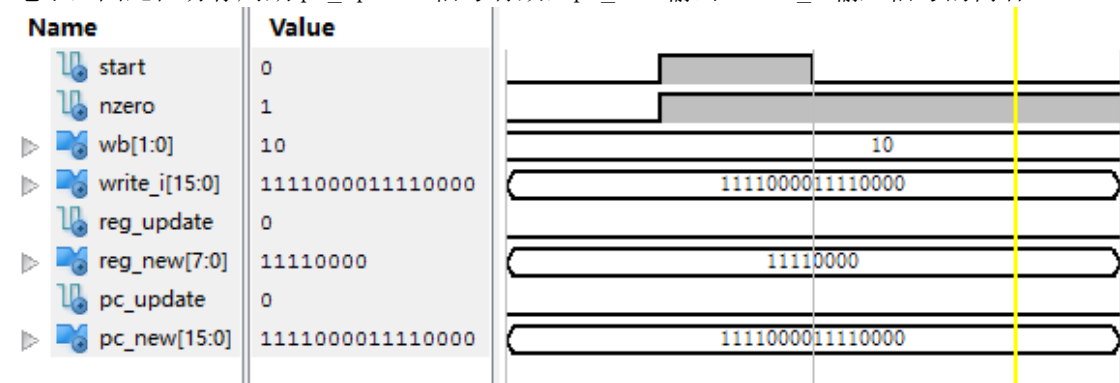 Name Value
start 0
nzero 1
wb[1:0] 10 10
write_i[15:0] 1111000011110000 1111000011110000
reg_update 0
reg_new[7:0] 11110000 11110000
pc_update 0
pc_new[15:0] 1111000011110000 1111000011110000